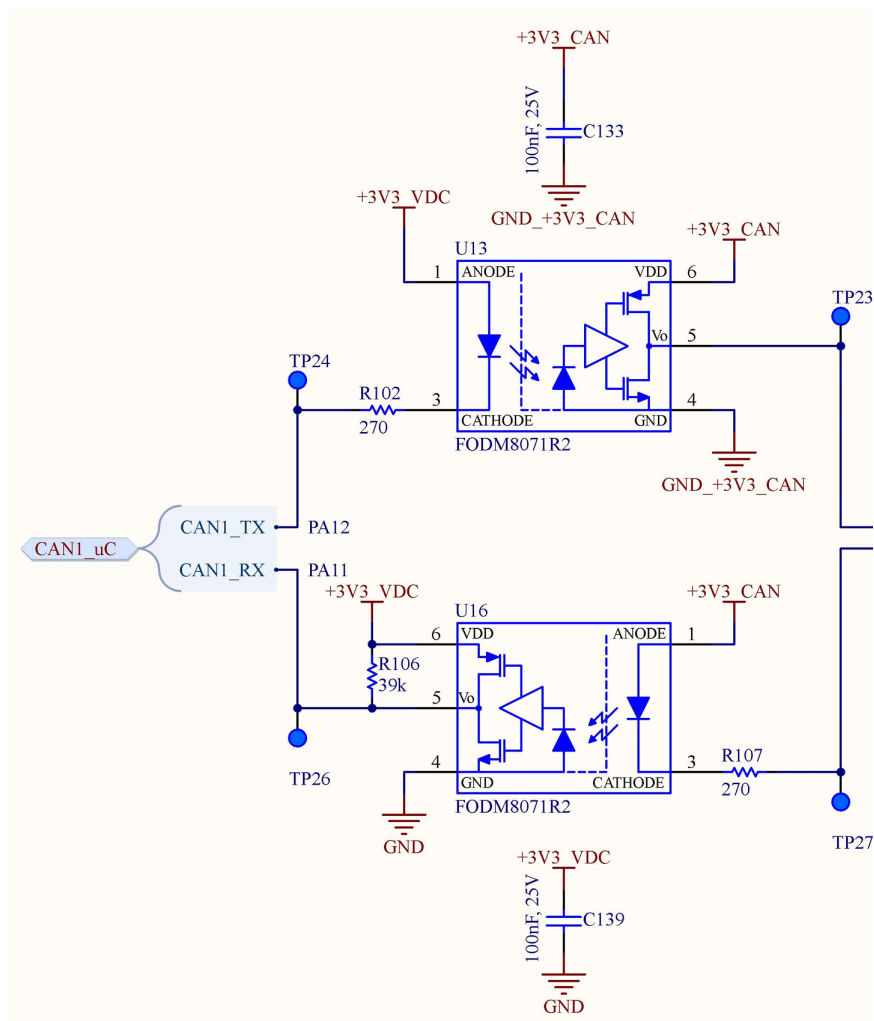 +3V3_CAN
100nF, 25V
C133
GND_+3V3_CAN
+3V3_VDC
+3V3_CAN
U13
1
ANODE
VDD
6
TP23
Vo
5
TP24
R102
270
3
CATHODE
GND
4
FODM8071R2
GND_+3V3_CAN
CAN1_uC
CAN1_TX
PA12
CAN1_RX
PA11
+3V3_VDC
+3V3_CAN
U16
6
VDD
ANODE
1
R106
39k
5
Vo
TP26
4
GND
CATHODE
3
R107
270
FODM8071R2
TP27
GND
+3V3_VDC
100nF, 25V
C139
GND